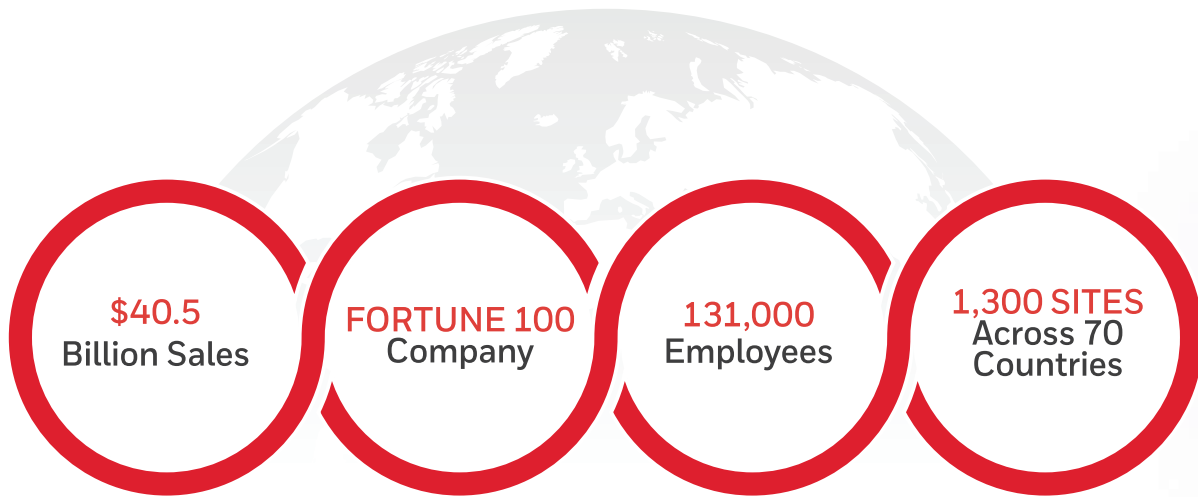 $40.5
Billion Sales
FORTUNE 100
Company
131,000
Employees
1,300 SITES
Across 70
Countries